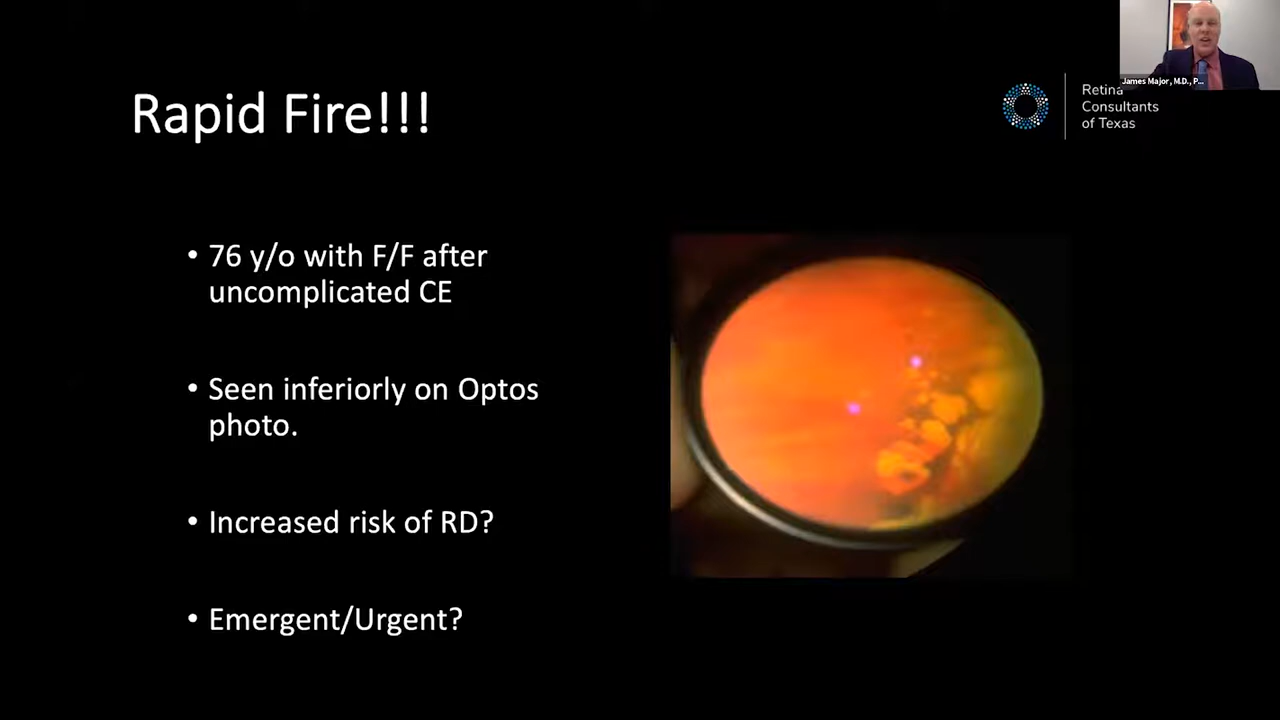 James Major, M.D., P...
Rapid Fire!!!
Retina
Consultants
of Texas
• 76 y/o with F/F after
uncomplicated CE
• Seen inferiorly on Optos
photo.
• Increased risk of RD?
• Emergent/Urgent?